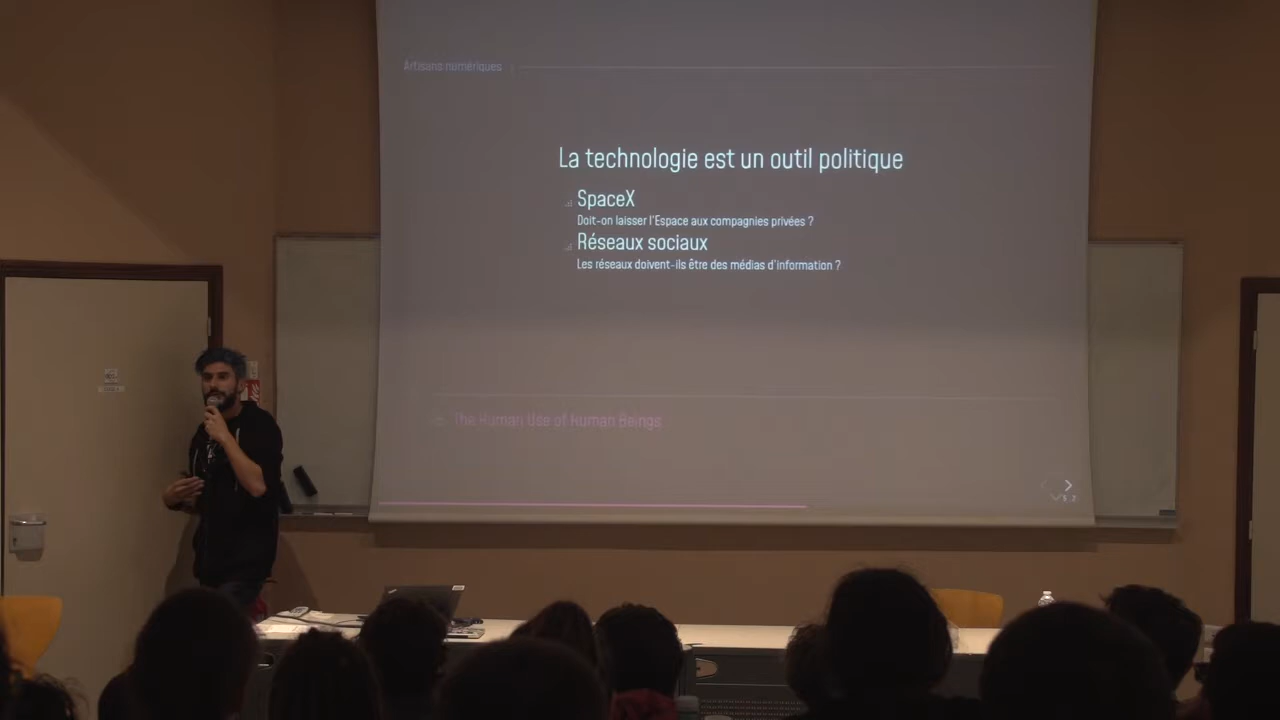 Artisans numériques
La technologie est un outil politique
SpaceX
Doit-on laisser l'Espace aux compagnies privées ?
Réseaux sociaux
Les réseaux doivent-ils être des médias d'information ?
The Human Use of Human Beings